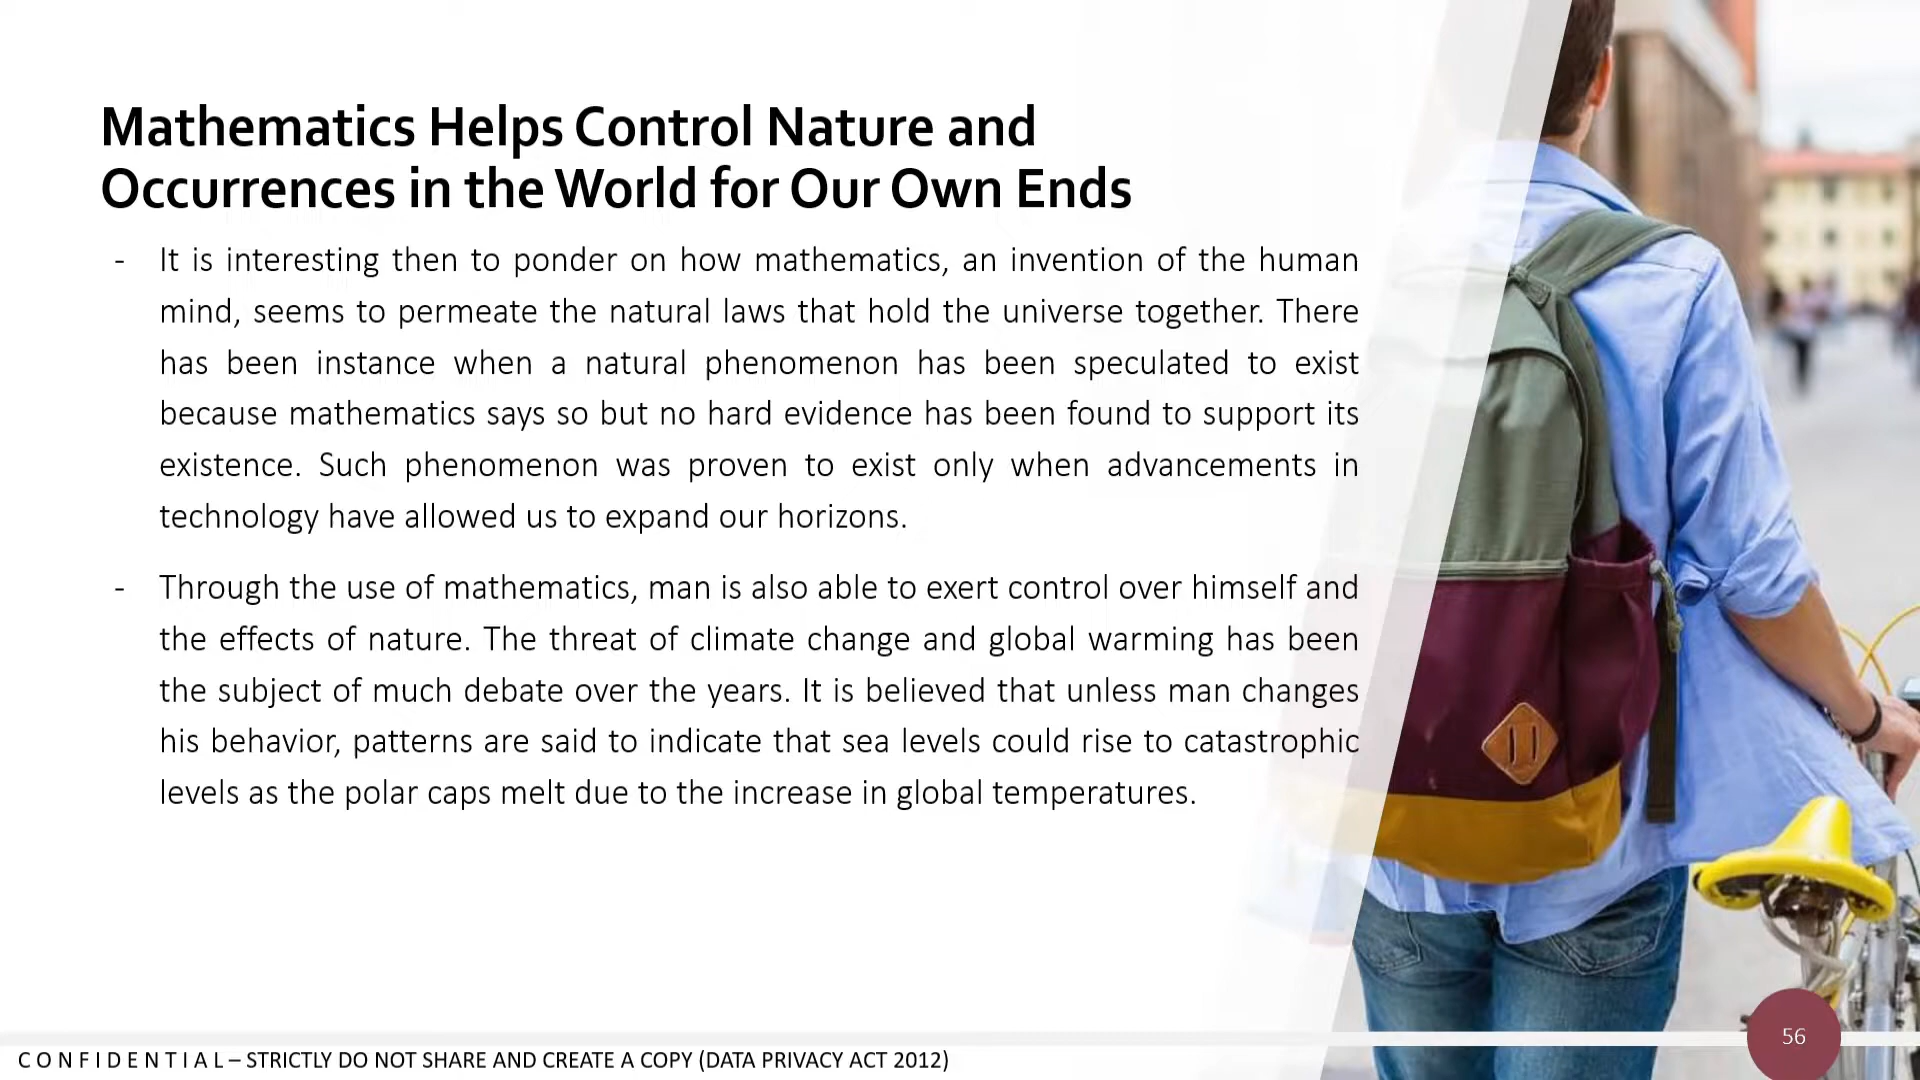 Mathematics Helps Control Nature and
Occurrences in the World for Our Own Ends
- It is interesting then to ponder on how mathematics, an invention of the human
mind, seems to permeate the natural laws that hold the universe together. There
has been instance when a natural phenomenon has been speculated to exist
because mathematics says so but no hard evidence has been found to support its
existence. Such phenomenon was proven to exist only when advancements in
technology have allowed us to expand our horizons.
- Through the use of mathematics, man is also able to exert control over himself and
the effects of nature. The threat of climate change and global warming has been
the subject of much debate over the years. It is believed that unless man changes
his behavior, patterns are said to indicate that sea levels could rise to catastrophic
levels as the polar caps melt due to the increase in global temperatures.
56
C O N F I D E N T I A L – STRICTLY DO NOT SHARE AND CREATE A COPY (DATA PRIVACY ACT 2012)